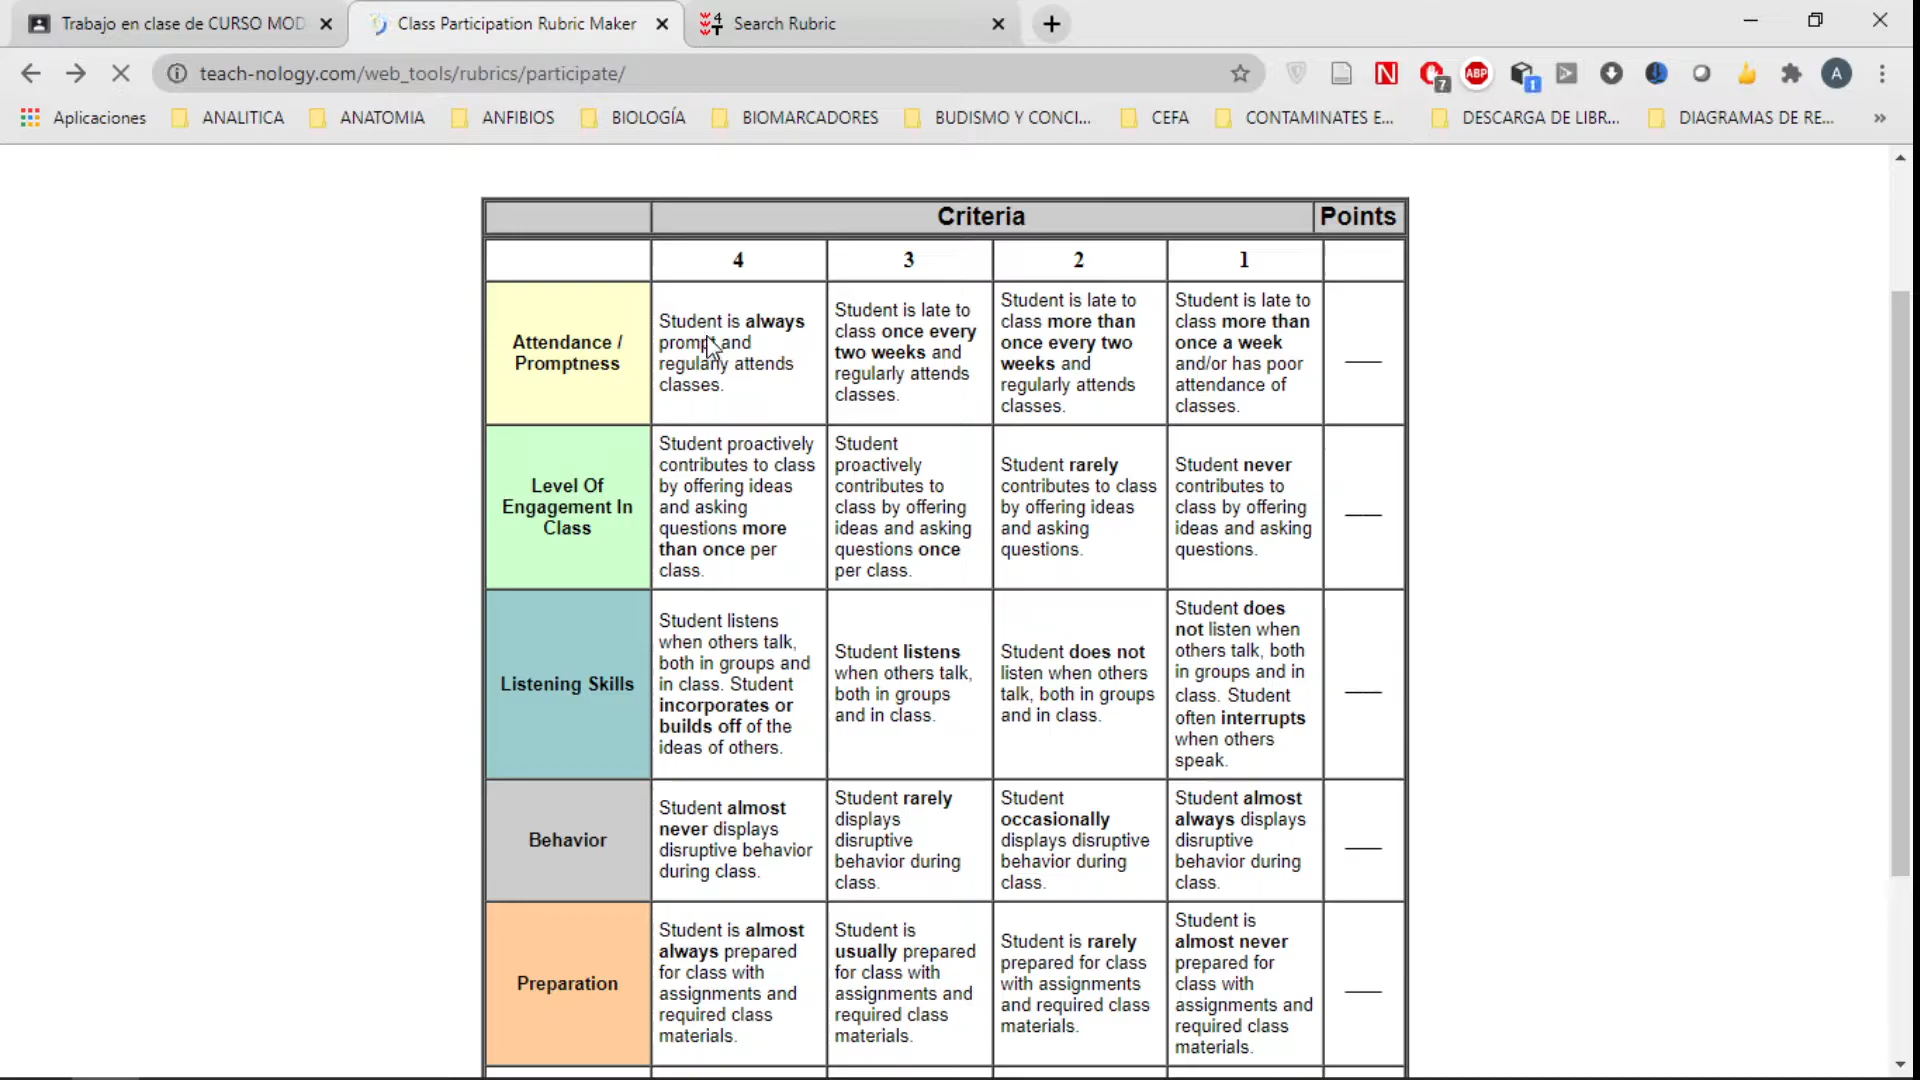 Trabajo en clase de CURSO MOD
Class Participation Rubric Maker
Search Rubric
teach-nology.com/web_tools/rubrics/participate/
7
ABP
1
A
Aplicaciones
ANALITICA
ANATOMIA
ANFIBIOS
BIOLOGÍA
BIOMARCADORES
BUDISMO Y CONCI...
CEFA
CONTAMINATES E...
DESCARGA DE LIBR...
DIAGRAMAS DE RE...
Criteria
Points
4
3
2
1
Attendance /
Promptness
Student is always
prompt and
regularly attends
classes.
Student is late to
class once every
two weeks and
regularly attends
classes.
Student is late to
class more than
once every two
weeks and
regularly attends
classes.
Student is late to
class more than
once a week
and/or has poor
attendance of
classes.
Level Of
Engagement In
Class
Student proactively
contributes to class
by offering ideas
and asking
questions more
than once per
class.
Student
proactively
contributes to
class by offering
ideas and asking
questions once
per class.
Student rarely
contributes to class
by offering ideas
and asking
questions.
Student never
contributes to
class by offering
ideas and asking
questions.
Listening Skills
Student listens
when others talk,
both in groups and
in class. Student
incorporates or
builds off of the
ideas of others.
Student listens
when others talk,
both in groups
and in class.
Student does not
listen when others
talk, both in groups
and in class.
Student does
not listen when
others talk, both
in groups and in
class. Student
often interrupts
when others
speak.
Behavior
Student almost
never displays
disruptive behavior
during class.
Student rarely
displays
disruptive
behavior during
class.
Student
occasionally
displays disruptive
behavior during
class.
Student almost
always displays
disruptive
behavior during
class.
Preparation
Student is almost
always prepared
for class with
assignments and
required class
materials.
Student is
usually prepared
for class with
assignments and
required class
materials.
Student is rarely
prepared for class
with assignments
and required class
materials.
Student is
almost never
prepared for
class with
assignments and
required class
materials.